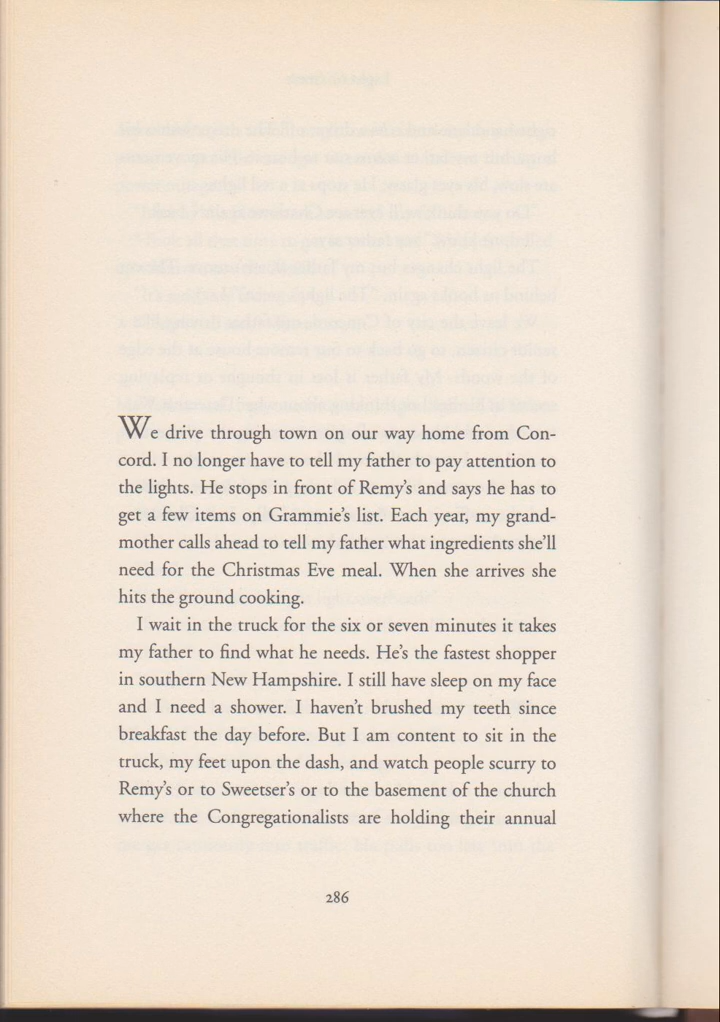 We drive through town on our way home from Con-
cord. I no longer have to tell my father to pay attention to
the lights. He stops in front of Remy's and says he has to
get a few items on Grammie's list. Each year, my grand-
mother calls ahead to tell my father what ingredients she'll
need for the Christmas Eve meal. When she arrives she
hits the ground cooking.
I wait in the truck for the six or seven minutes it takes
my father to find what he needs. He's the fastest shopper
in southern New Hampshire. I still have sleep on my face
and I need a shower. I haven't brushed my teeth since
breakfast the day before. But I am content to sit in the
truck, my feet upon the dash, and watch people scurry to
Remy's or to Sweetser's or to the basement of the church
where the Congregationalists are holding their annual
286